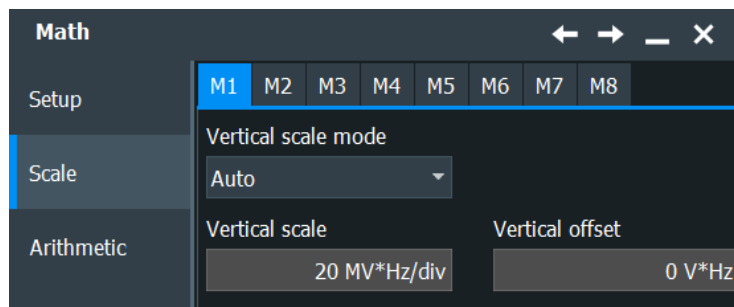 Math
Setup
M1 M2 M3 M4 M5 M6 M7 M8
Vertical scale mode
Scale
Auto
Vertical scale Vertical offset
Arithmetic
20 MV*Hz/div 0 V*Hz